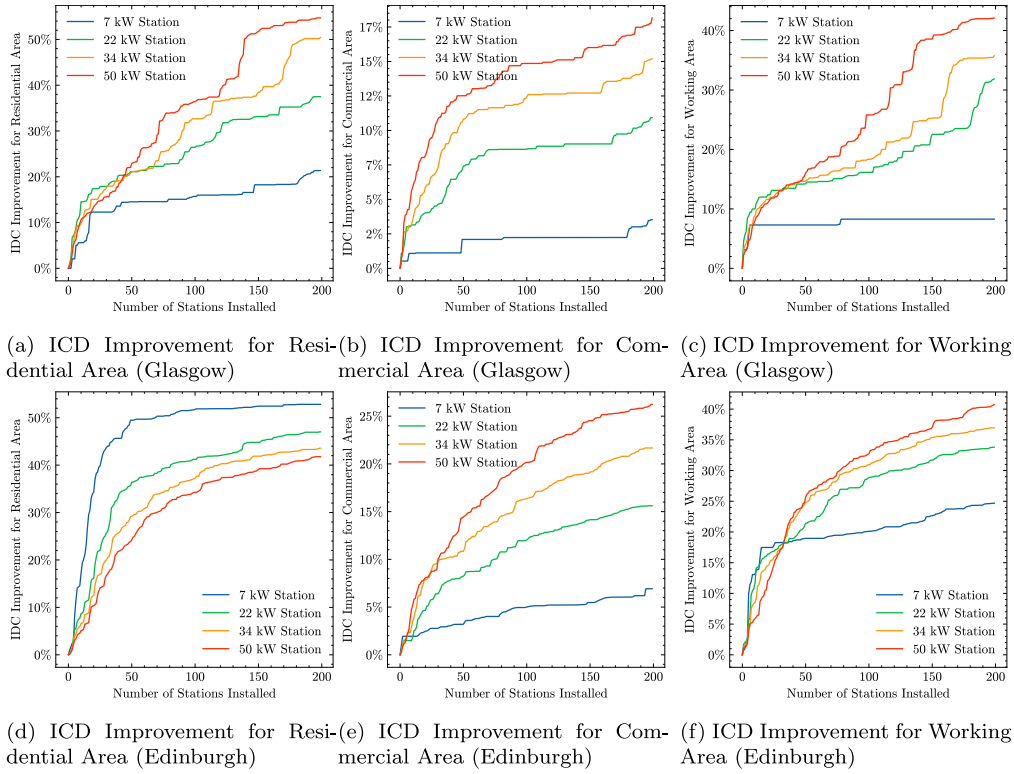 IDC Improvement for Residential Area
50%
40%
30%
20%
10%
0%
7 kW Station
22 kW Station
34 kW Station
50 kW Station
0 50 100 150 200
Number of Stations Installed
IDC Improvement for Commercial Area
17%
15%
12%
10%
7%
5%
2%
0%
7 kW Station
22 kW Station
34 kW Station
50 kW Station
0 50 100 150 200
Number of Stations Installed
IDC Improvement for Working Area
40%
30%
20%
10%
0%
7 kW Station
22 kW Station
34 kW Station
50 kW Station
0 50 100 150 200
Number of Stations Installed
(a) ICD Improvement for Resi-
dential Area (Glasgow)
(b) ICD Improvement for Com-
mercial Area (Glasgow)
(c) ICD Improvement for Working
Area (Glasgow)
IDC Improvement for Residential Area
50%
40%
30%
20%
10%
0%
7 kW Station
22 kW Station
34 kW Station
50 kW Station
0 50 100 150 200
Number of Stations Installed
IDC Improvement for Commercial Area
25%
20%
15%
10%
5%
0%
7 kW Station
22 kW Station
34 kW Station
50 kW Station
0 50 100 150 200
Number of Stations Installed
IDC Improvement for Working Area
40%
35%
30%
25%
20%
15%
10%
5%
0%
7 kW Station
22 kW Station
34 kW Station
50 kW Station
0 50 100 150 200
Number of Stations Installed
(d) ICD Improvement for Resi-
dential Area (Edinburgh)
(e) ICD Improvement for Com-
mercial Area (Edinburgh)
(f) ICD Improvement for Working
Area (Edinburgh)